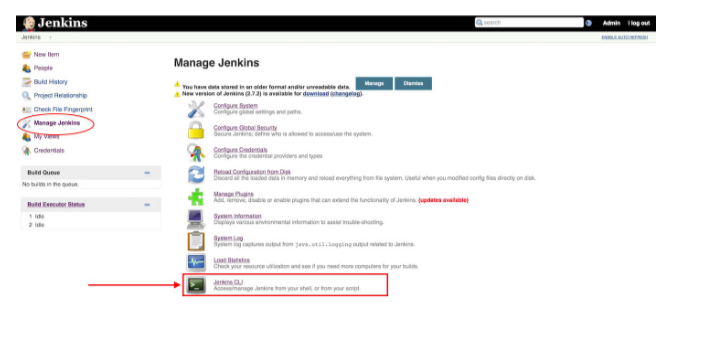 Jenkins
search
Admin | log out
Jenkins
ENABLE AUTO REFRESH
New Item
People
Build History
Project Relationship
Check File Fingerprint
Manage Jenkins
My Views
Credentials
Build Queue
No builds in the queue.
Build Executor Status
1 Idle
2 Idle
Manage Jenkins
You have data stored in an older format and/or unreadable data.
Manage
Dismiss
New version of Jenkins (2.7.2) is available for download (changelog).
Configure System
Configure global settings and paths.
Configure Global Security
Secure Jenkins; define who is allowed to access/use the system.
Configure Credentials
Configure the credential providers and types
Reload Configuration from Disk
Discard all the loaded data in memory and reload everything from file system. Useful when you modified config files directly on disk.
Manage Plugins
Add, remove, disable or enable plugins that can extend the functionality of Jenkins. (updates available)
System Information
Displays various environmental information to assist trouble-shooting.
System Log
System log captures output from java.util.logging output related to Jenkins.
Load Statistics
Check your resource utilization and see if you need more computers for your builds.
Jenkins CLI
Access/manage Jenkins from your shell, or from your script.